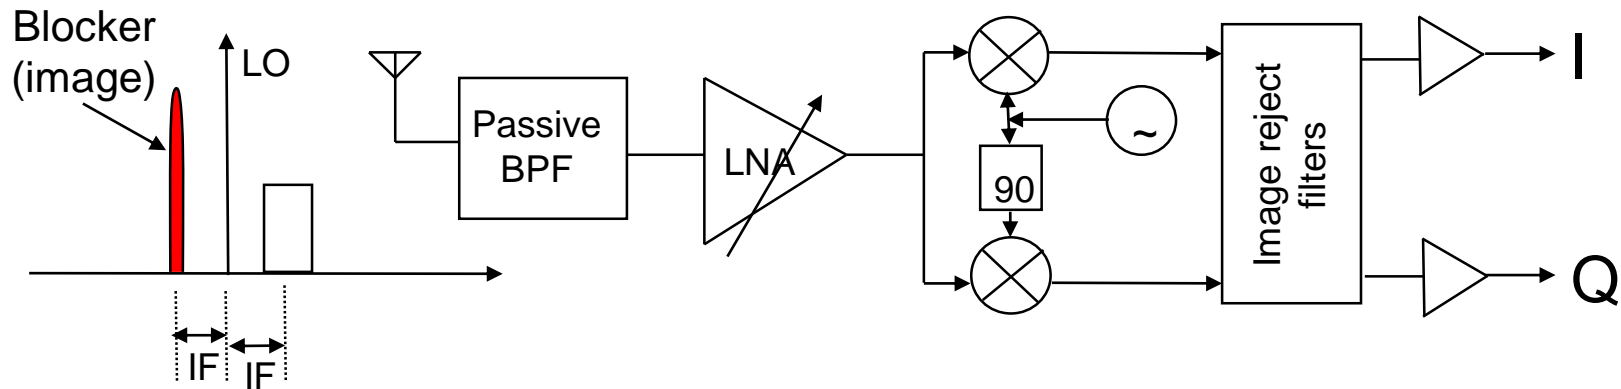 Blocker
(image)
LO
IF
IF
Passive
BPF
LNA
~
90
Image reject
filters
I
Q